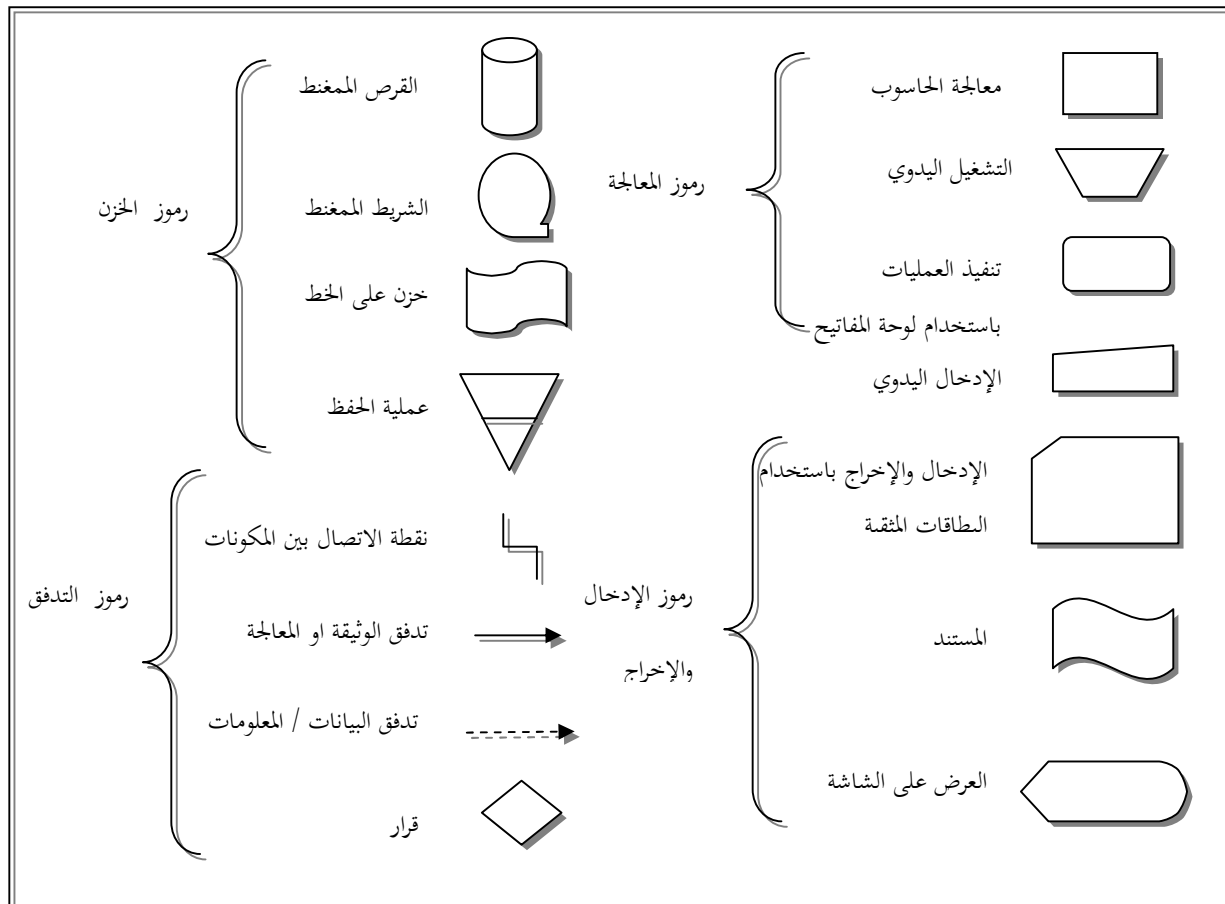 معالجة الحاسوب
التشغيل اليدوي
رموز المعالجة
تنفيذ العمليات
باستخدام لوحة المفاتيح
الإدخال اليدوي
الإدخال والإخراج باستخدام
البطاقات المثقبة
رموز الإدخال
والإخراج
المستند
العرض على الشاشة
القرص الممغنط
الشريط الممغنط
رموز الخزن
خزن على الخط
عملية الحفظ
نقطة الاتصال بين المكونات
رموز التدفق
تدفق الوثيقة او المعالجة
تدفق البيانات / المعلومات
قرار